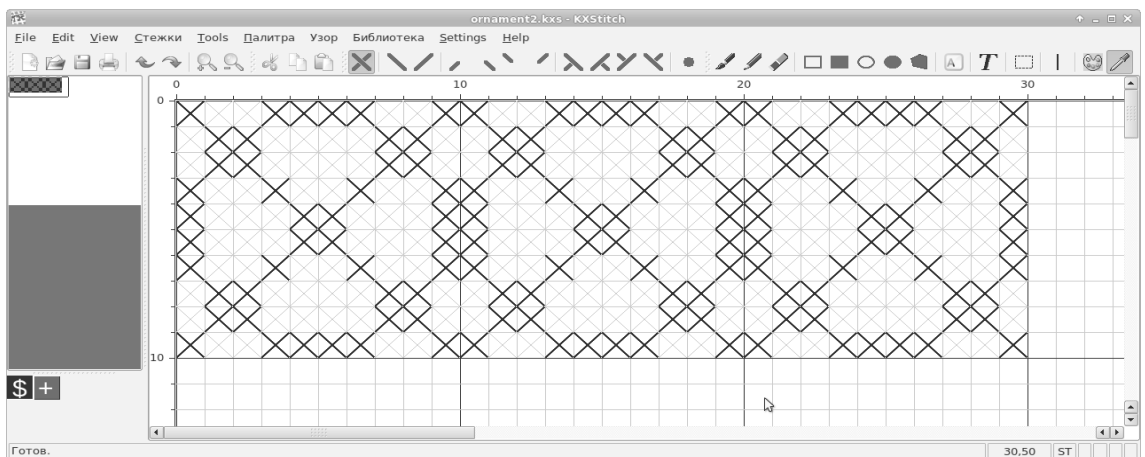 ornament2.kxs - KXStitch
File Edit View Стежки Tools Палитра Узор Библиотека Settings Help
A T
0 10 20 30
0
10
$ +
Готов. 30,50 ST